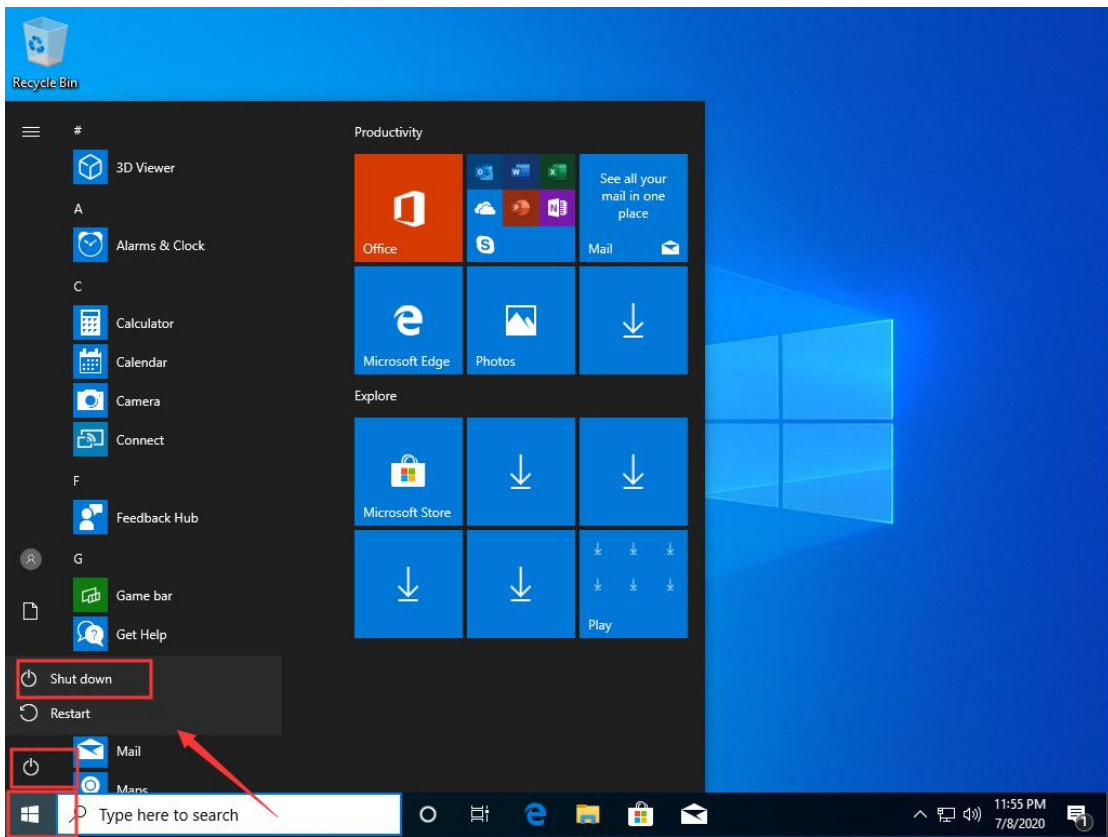 Recycle Bin
#
3D Viewer
A
Alarms & Clock
C
Calculator
Calendar
Camera
Connect
F
Feedback Hub
G
Game bar
Get Help
Shut down
Restart
Mail
Maps
Productivity
Office
See all your
mail in one
place
Mail
Microsoft Edge
Photos
Explore
Microsoft Store
Play
Type here to search
11:55 PM
7/8/2020
1